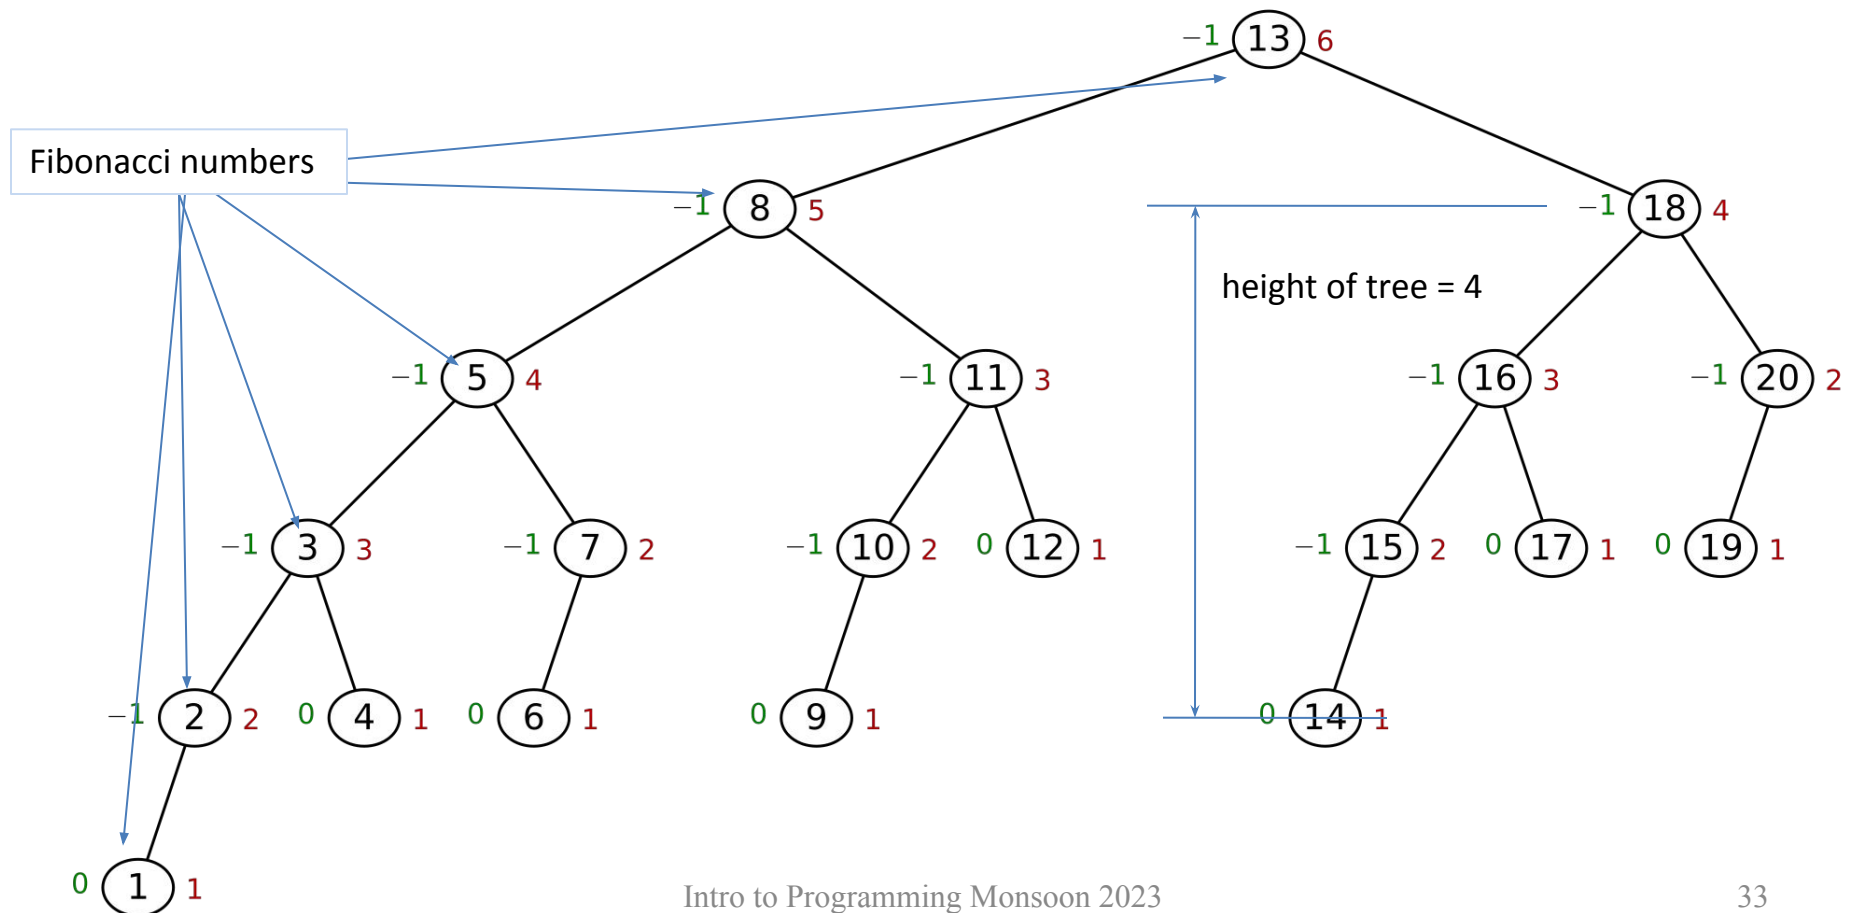 −1 13 6
Fibonacci numbers
−1 8 5
−1 18 4
height of tree = 4
−1 5 4
−1 11 3
−1 16 3
−1 20 2
−1 3 3
−1 7 2
−1 10 2
0 12 1
−1 15 2
0 17 1
0 19 1
−1 2 2
0 4 1
0 6 1
0 9 1
0 14 1
0 1 1
Intro to Programming Monsoon 2023
33